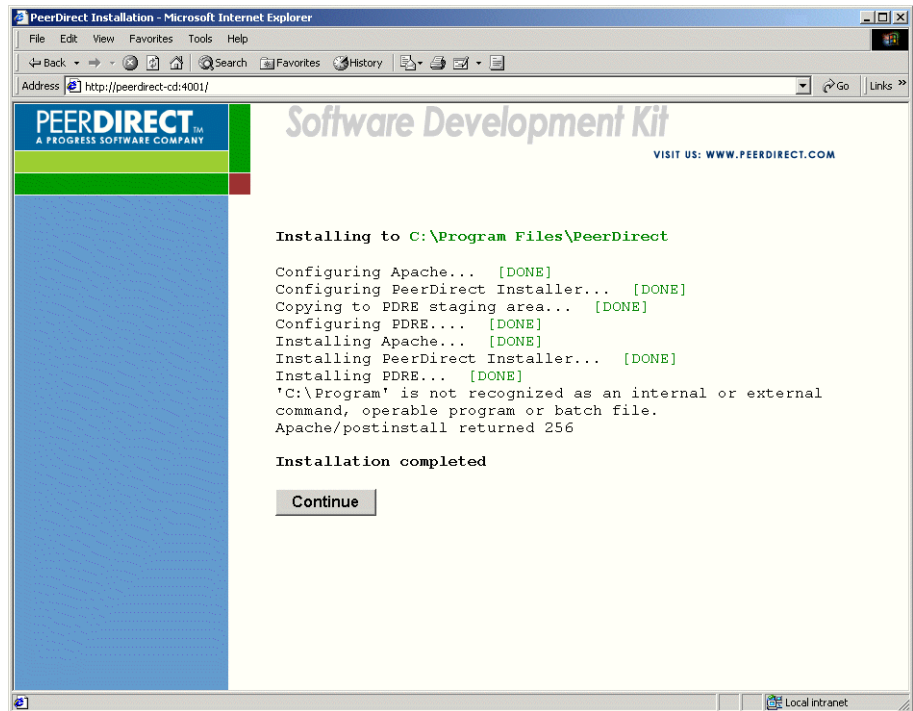 PeerDirect Installation - Microsoft Internet Explorer
File Edit View Favorites Tools Help
Back Search Favorites History
Address http://peerdirect-cd:4001/ Go Links »
PEERDIRECT TM
A PROGRESS SOFTWARE COMPANY
Software Development Kit
VISIT US: WWW.PEERDIRECT.COM
Installing to C:\Program Files\PeerDirect
Configuring Apache... [DONE]
Configuring PeerDirect Installer... [DONE]
Copying to PDRE staging area... [DONE]
Configuring PDRE.... [DONE]
Installing Apache... [DONE]
Installing PeerDirect Installer... [DONE]
Installing PDRE... [DONE]
'C:\Program' is not recognized as an internal or external
command, operable program or batch file.
Apache/postinstall returned 256
Installation completed
Continue
Local intranet